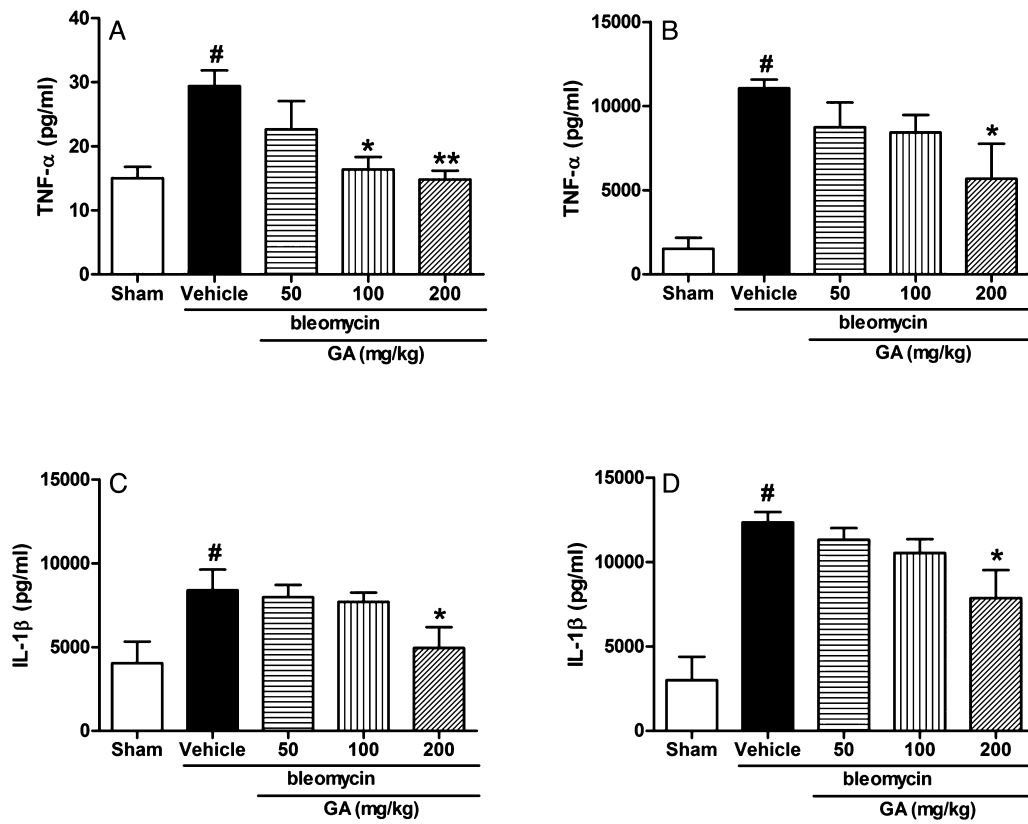 A
TNF-α (pg/ml)
40
30
20
10
0
#
*
**
Sham Vehicle 50 100 200
bleomycin
GA (mg/kg)
B
TNF-α (pg/ml)
15000
10000
5000
0
#
*
Sham Vehicle 50 100 200
bleomycin
GA (mg/kg)
C
IL-1β (pg/ml)
15000
10000
5000
0
#
*
Sham Vehicle 50 100 200
bleomycin
GA (mg/kg)
D
IL-1β (pg/ml)
15000
10000
5000
0
#
*
Sham Vehicle 50 100 200
bleomycin
GA (mg/kg)